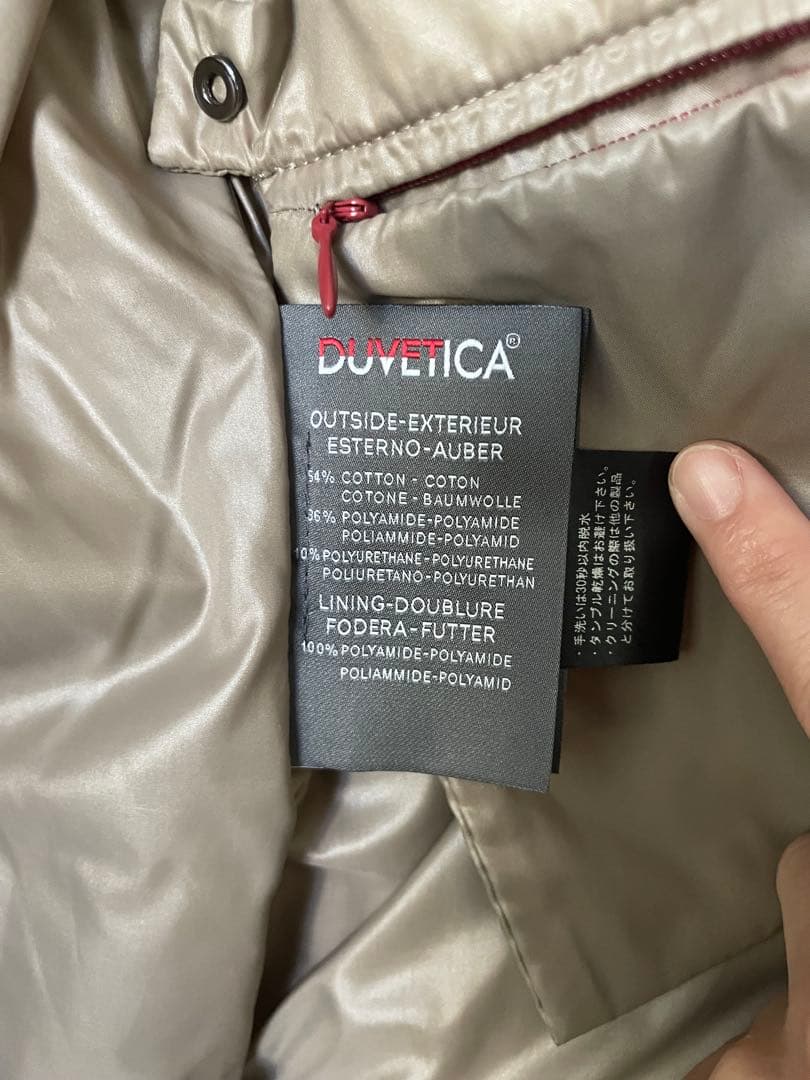 DUVETICA®
OUTSIDE-EXTERIEUR
ESTERNO-AUBER
54% COTTON - COTON
COTONE - BAUMWOLLE
36% POLYAMIDE-POLYAMIDE
POLIAMMIDE-POLYAMID
10% POLYURETHANE-POLYURETHANE
POLIURETANO-POLYURETHAN
LINING-DOUBLURE
FODERA-FUTTER
100% POLYAMIDE-POLYAMIDE
POLIAMMIDE-POLYAMID
・手洗いは30秒以内脱水
・タンブル乾燥はお避け下さい。
・クリーニングの際は他の製品
と分けてお取り扱い下さい。